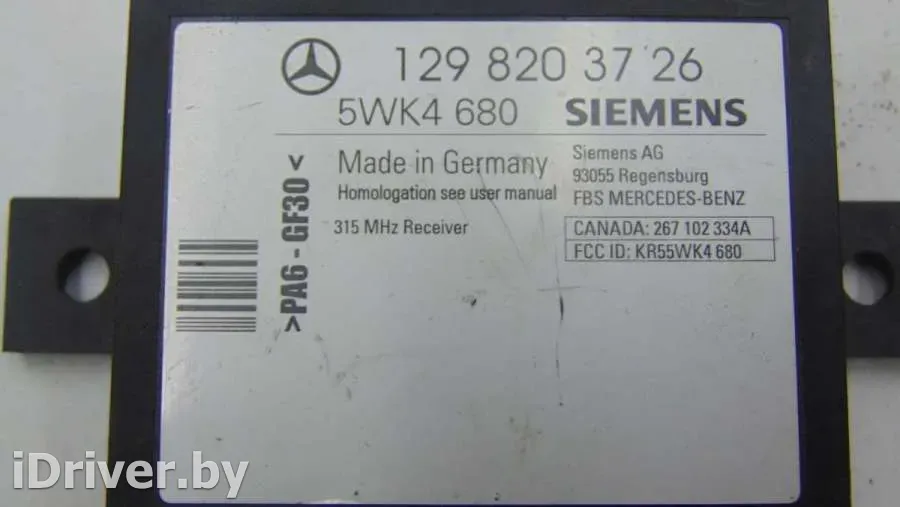 129 820 37 26
5WK4 680 SIEMENS
Made in Germany
Homologation see user manual
315 MHz Receiver
Siemens AG
93055 Regensburg
FBS MERCEDES-BENZ
CANADA: 267 102 334A
FCC ID: KR55WK4 680
>PA6 - GF30<
iDriver.by